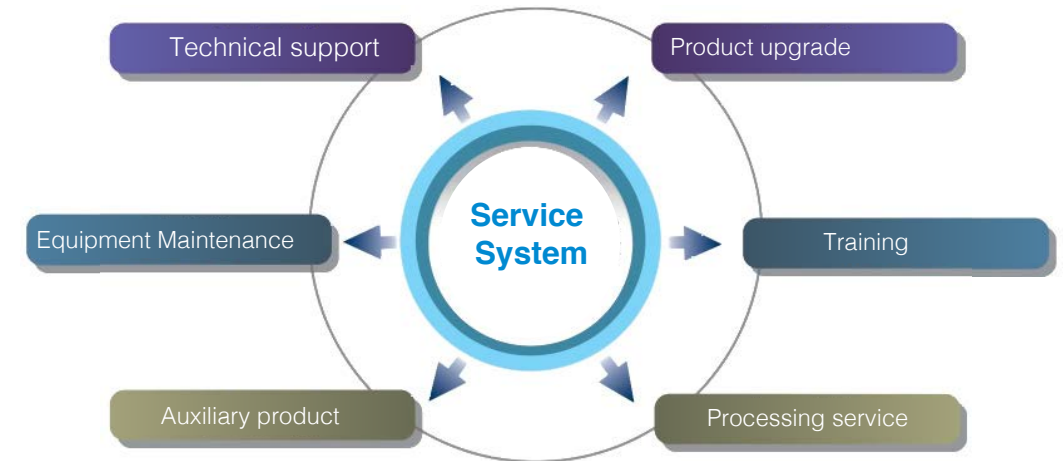 Technical support
Product upgrade
Service
System
Equipment Maintenance
Training
Auxiliary product
Processing service